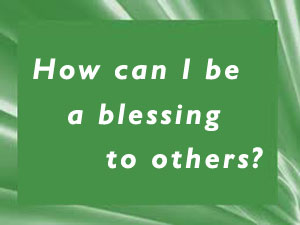 How can I be
a blessing
to others?